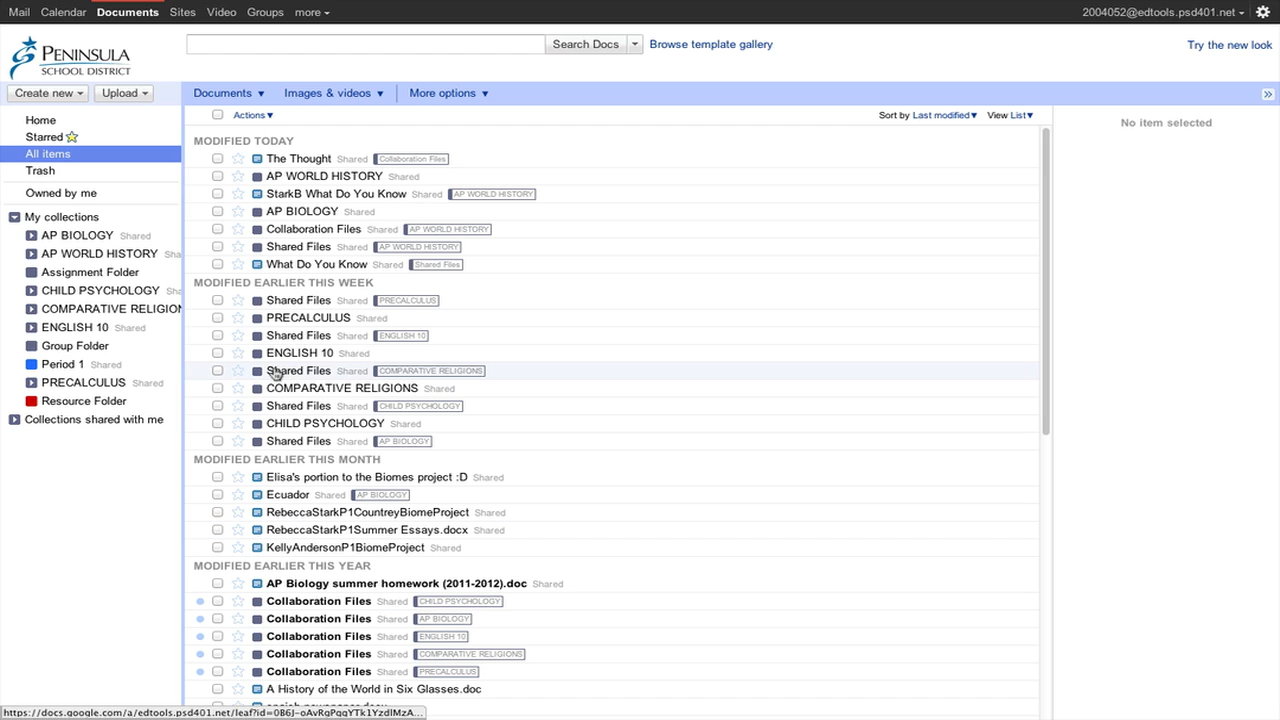 Mail Calendar Documents Sites Video Groups more 2004052@edtools.psd401.net
PENINSULA
SCHOOL DISTRICT
Search Docs Browse template gallery Try the new look
Create new Upload Documents Images & videos More options »
Actions Sort by Last modified View List
No item selected
Home
Starred
All items
Trash
Owned by me
My collections
AP BIOLOGY Shared
AP WORLD HISTORY Sha
Assignment Folder
CHILD PSYCHOLOGY Sha
COMPARATIVE RELIGION
ENGLISH 10 Shared
Group Folder
Period 1 Shared
PRECALCULUS Shared
Resource Folder
Collections shared with me
MODIFIED TODAY
The Thought Shared Collaboration Files
AP WORLD HISTORY Shared
StarkB What Do You Know Shared AP WORLD HISTORY
AP BIOLOGY Shared
Collaboration Files Shared AP WORLD HISTORY
Shared Files Shared AP WORLD HISTORY
What Do You Know Shared Shared Files
MODIFIED EARLIER THIS WEEK
Shared Files Shared PRECALCULUS
PRECALCULUS Shared
Shared Files Shared ENGLISH 10
ENGLISH 10 Shared
Shared Files Shared COMPARATIVE RELIGIONS
COMPARATIVE RELIGIONS Shared
Shared Files Shared CHILD PSYCHOLOGY
CHILD PSYCHOLOGY Shared
Shared Files Shared AP BIOLOGY
MODIFIED EARLIER THIS MONTH
Elisa's portion to the Biomes project :D Shared
Ecuador Shared AP BIOLOGY
RebeccaStarkP1CountreyBiomeProject Shared
RebeccaStarkP1Summer Essays.docx Shared
KellyAndersonP1BiomeProject Shared
MODIFIED EARLIER THIS YEAR
AP Biology summer homework (2011-2012).doc Shared
Collaboration Files Shared CHILD PSYCHOLOGY
Collaboration Files Shared AP BIOLOGY
Collaboration Files Shared ENGLISH 10
Collaboration Files Shared COMPARATIVE RELIGIONS
Collaboration Files Shared PRECALCULUS
A History of the World in Six Glasses.doc